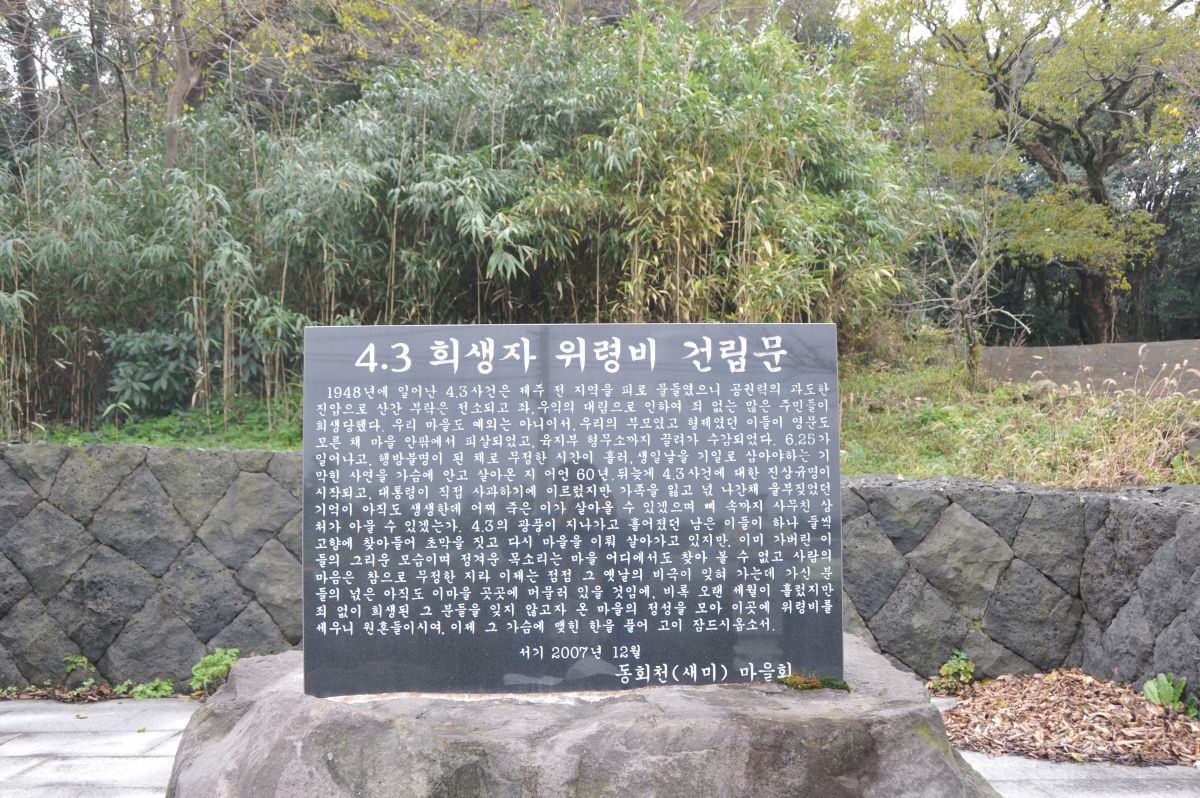 4.3 희생자 위령비 건립문
1948년에 일어난 4.3사건은 제주 전 지역을 피로 물들였으니 공권력의 과도한
진압으로 산간 부락은 전소되고 좌.우익의 대립으로 인하여 죄 없는 많은 주민들이
희생당했다. 우리 마을도 예외는 아니어서, 우리의 부모였고 형제였던 이들이 영문도
모른 채 마을 안팎에서 피살되었고, 육지부 형무소까지 끌려가 수감되었다. 6.25가
일어나고, 행방불명이 된 채로 무정한 시간이 흘러, 생일날을 기일로 삼아야하는 기
막힌 사연을 가슴에 안고 살아온 지 어언 60년. 뒤늦게 4.3사건에 대한 진상규명이
시작되고, 대통령이 직접 사과하기에 이르렀지만 가족을 잃고 넋 나간채 울부짖었던
기억이 아직도 생생한데 어찌 죽은 이가 살아올 수 있겠으며 뼈 속까지 사무친 상
처가 아물 수 있겠는가. 4.3의 광풍이 지나가고 흩어졌던 남은 이들이 하나 둘씩
고향에 찾아들어 초막을 짓고 다시 마을을 이뤄 살아가고 있지만, 이미 가버린 이
들의 그리운 모습이며 정겨운 목소리는 마을 어디에서도 찾아 볼 수 없고 사람의
마음은 참으로 무정한 지라 이제는 점점 그 옛날의 비극이 잊혀 가는데 가신 분
들의 넋은 아직도 이마을 곳곳에 머물러 있을 것임에, 비록 오랜 세월이 흘렀지만
죄 없이 희생된 그 분들을 잊지 않고자 온 마을의 정성을 모아 이곳에 위령비를
세우니 원혼들이시여, 이제 그 가슴에 맺힌 한을 풀어 고이 잠드시옵소서.
서기 2007년 12월
동회천(새미) 마을회